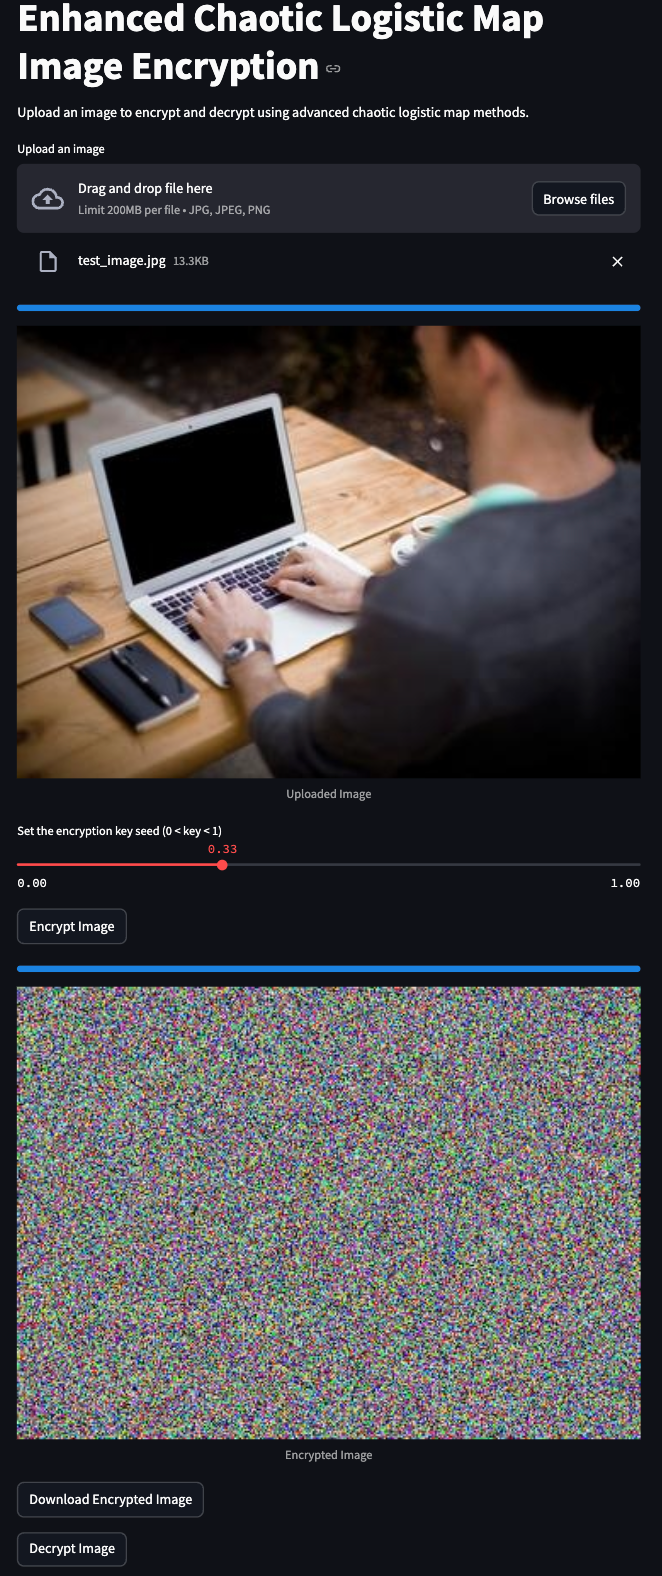 Enhanced Chaotic Logistic Map
Image Encryption
Upload an image to encrypt and decrypt using advanced chaotic logistic map methods.
Upload an image
Drag and drop file here
Limit 200MB per file • JPG, JPEG, PNG
Browse files
test_image.jpg 13.3KB
Uploaded Image
Set the encryption key seed (0 < key < 1)
0.33
0.00 1.00
Encrypt Image
Encrypted Image
Download Encrypted Image
Decrypt Image